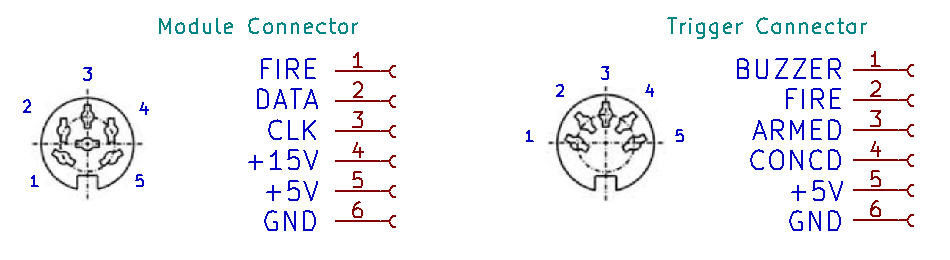 Module Connector
3
2
4
1
5
FIRE 1
DATA 2
CLK 3
+15V 4
+5V 5
GND 6
Trigger Connector
3
2
4
1
5
BUZZER 1
FIRE 2
ARMED 3
CONCD 4
+5V 5
GND 6